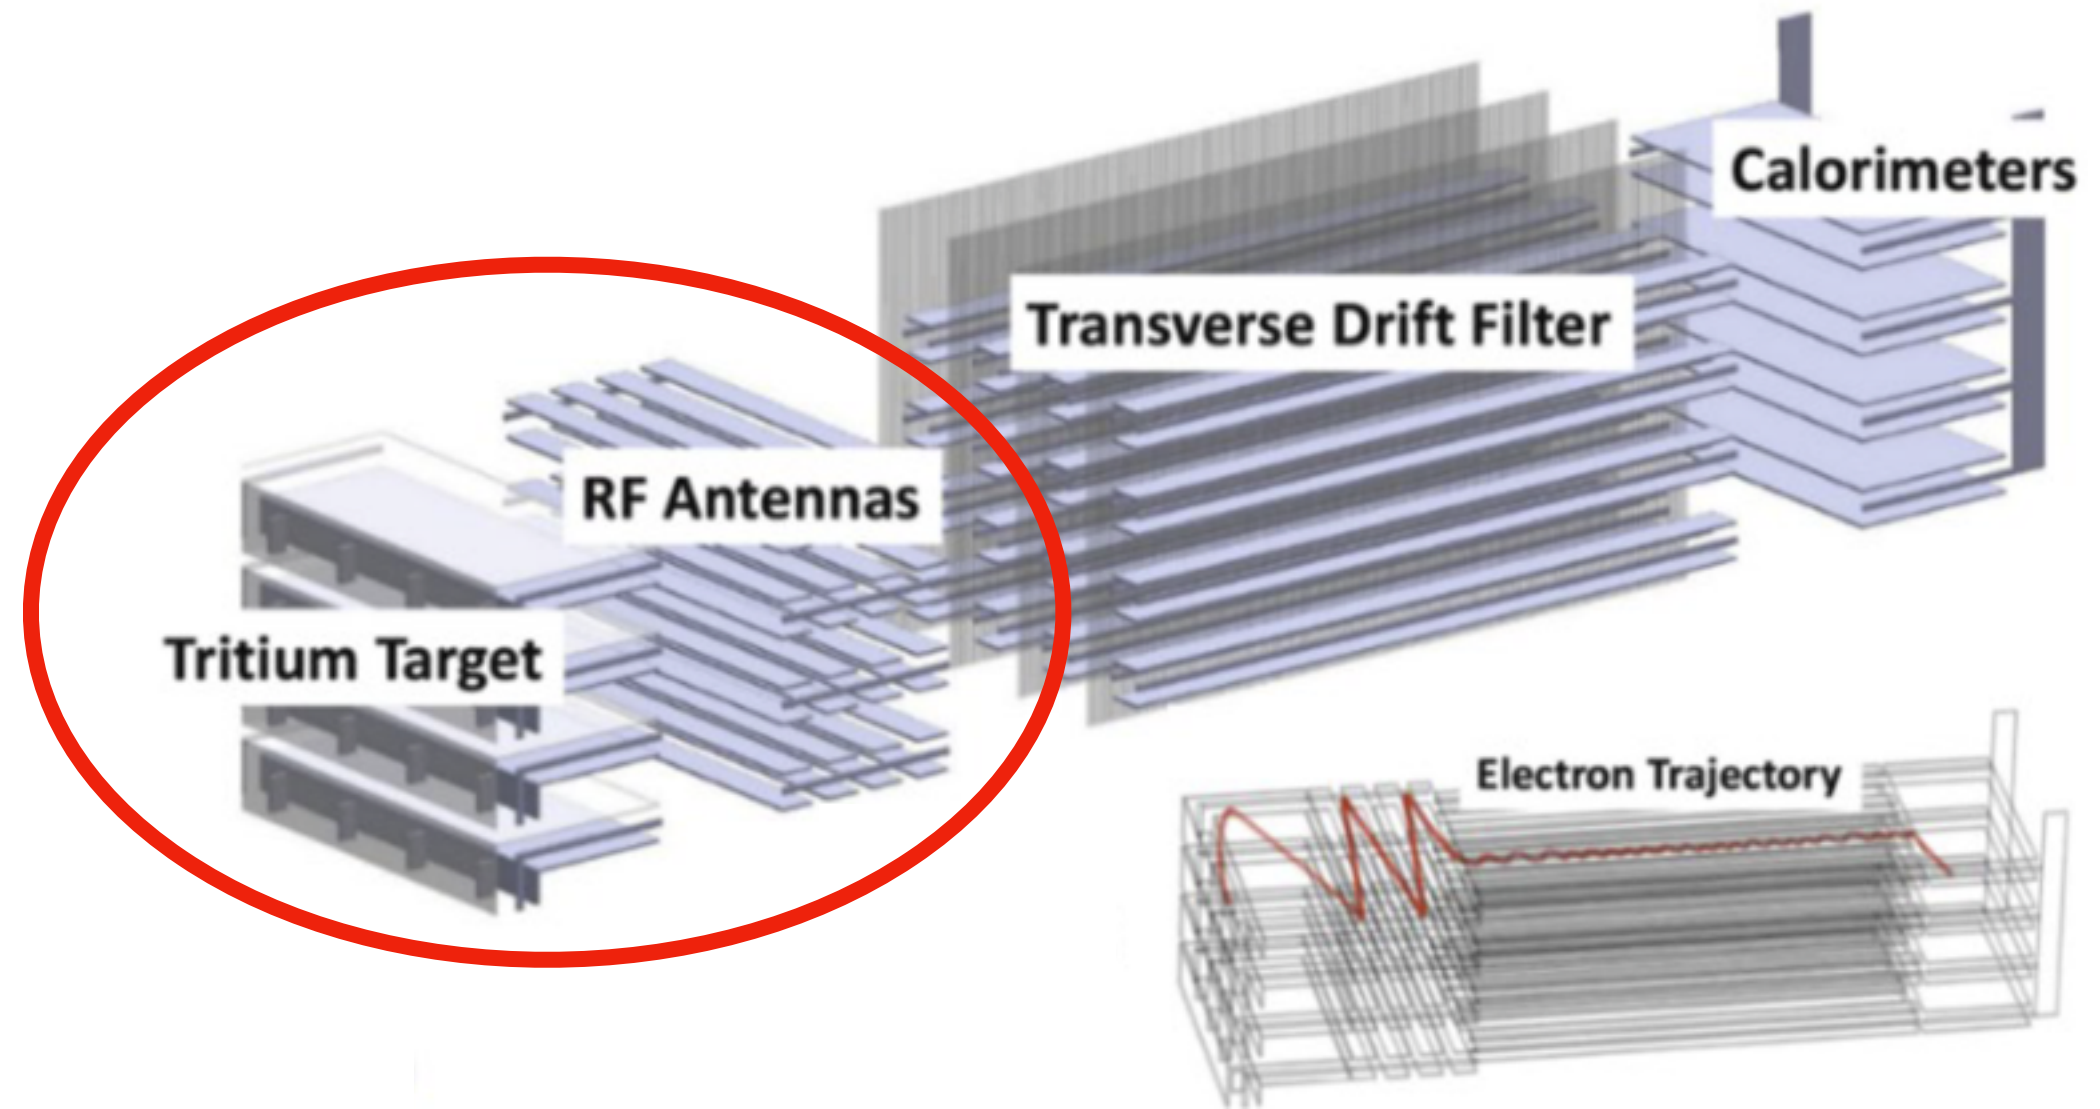 Calorimeters
Transverse Drift Filter
RF Antennas
Tritium Target
Electron Trajectory